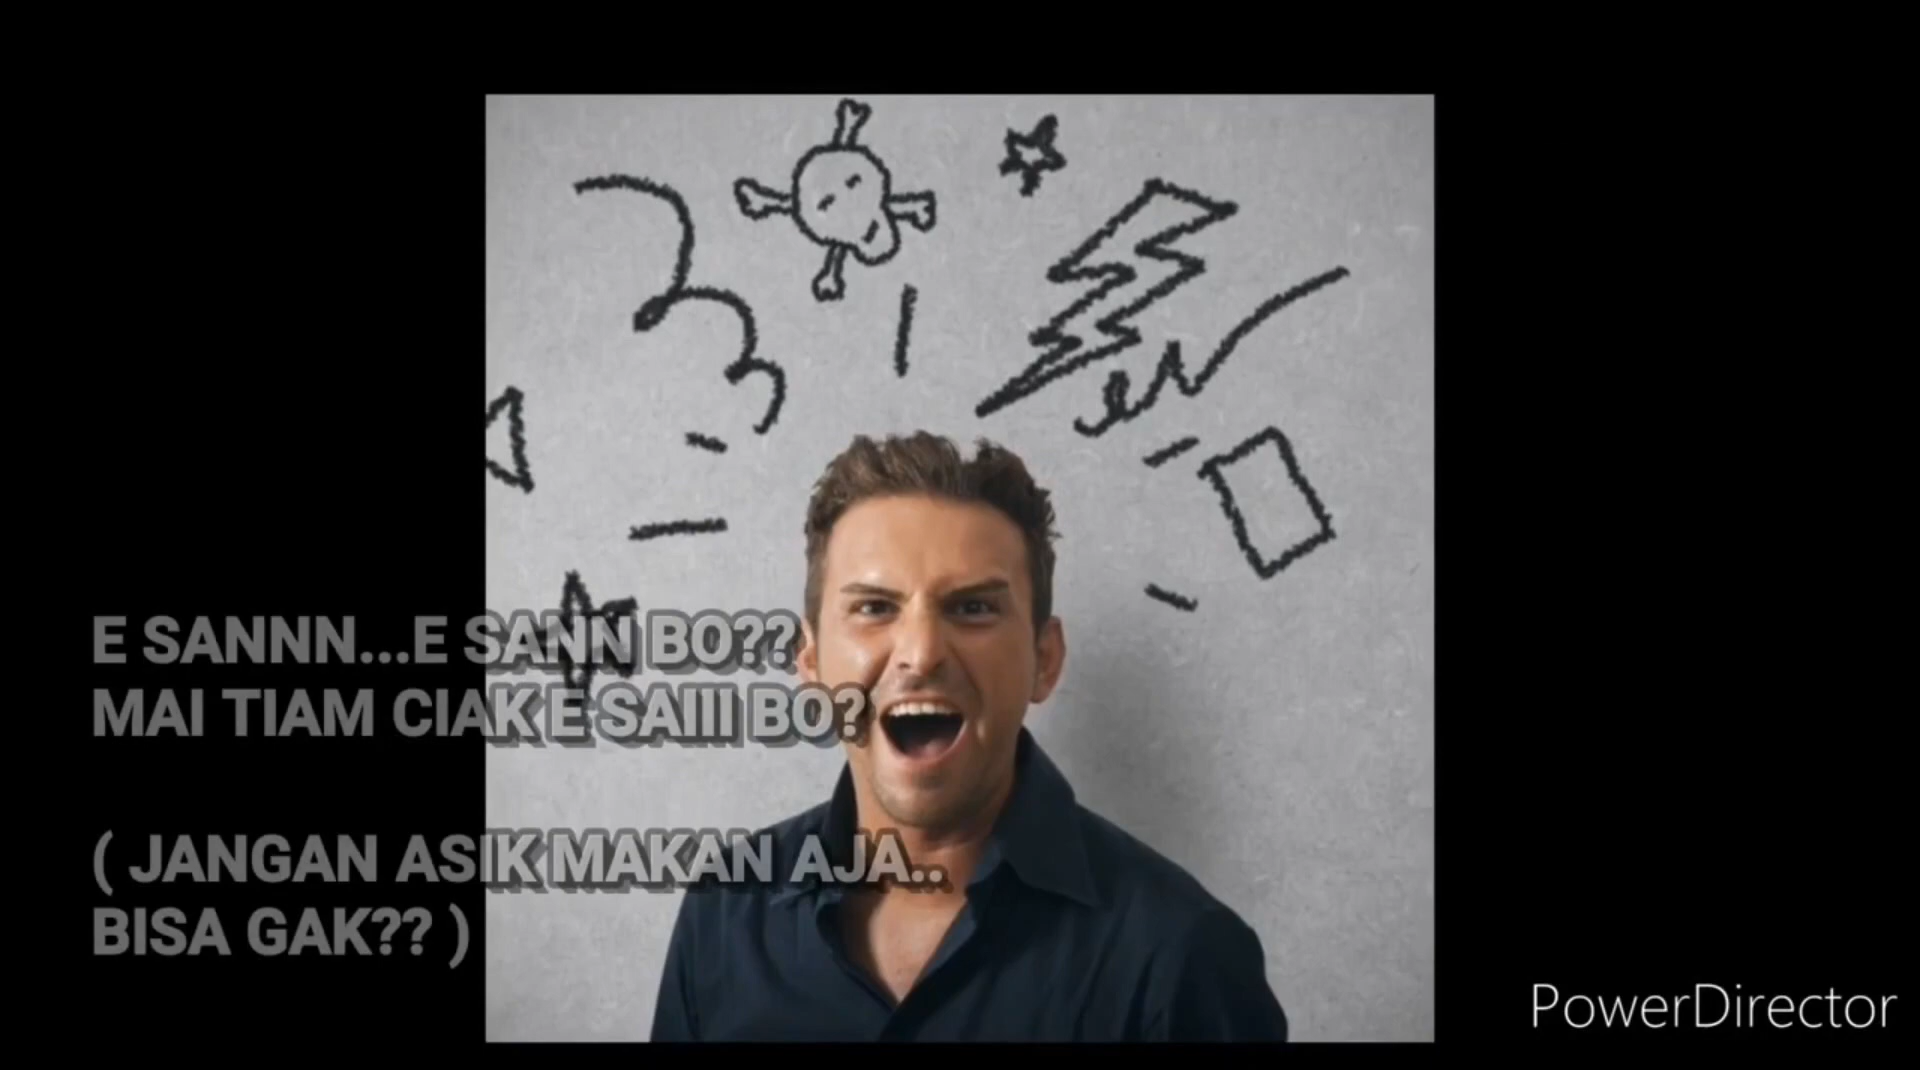 E SANNN...E SANN BO??
MAI TIAM CIAK E SAIII BO?
( JANGAN ASIK MAKAN AJA..
BISA GAK?? )
PowerDirector